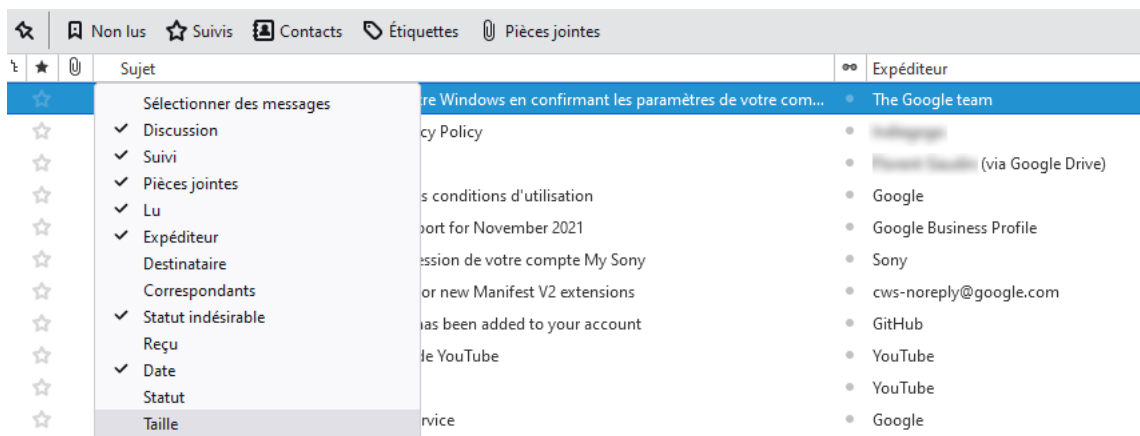 Non lus Suivis Contacts Étiquettes Pièces jointes
Sujet Expéditeur
Sélectionner des messages
Discussion
Suivi
Pièces jointes
Lu
Expéditeur
Destinataire
Correspondants
Statut indésirable
Reçu
Date
Statut
Taille
re Windows en confirmant les paramètres de votre com... The Google team
cy Policy
(via Google Drive)
s conditions d'utilisation Google
port for November 2021 Google Business Profile
ession de votre compte My Sony Sony
or new Manifest V2 extensions cws-noreply@google.com
has been added to your account GitHub
de YouTube YouTube
YouTube
rvice Google